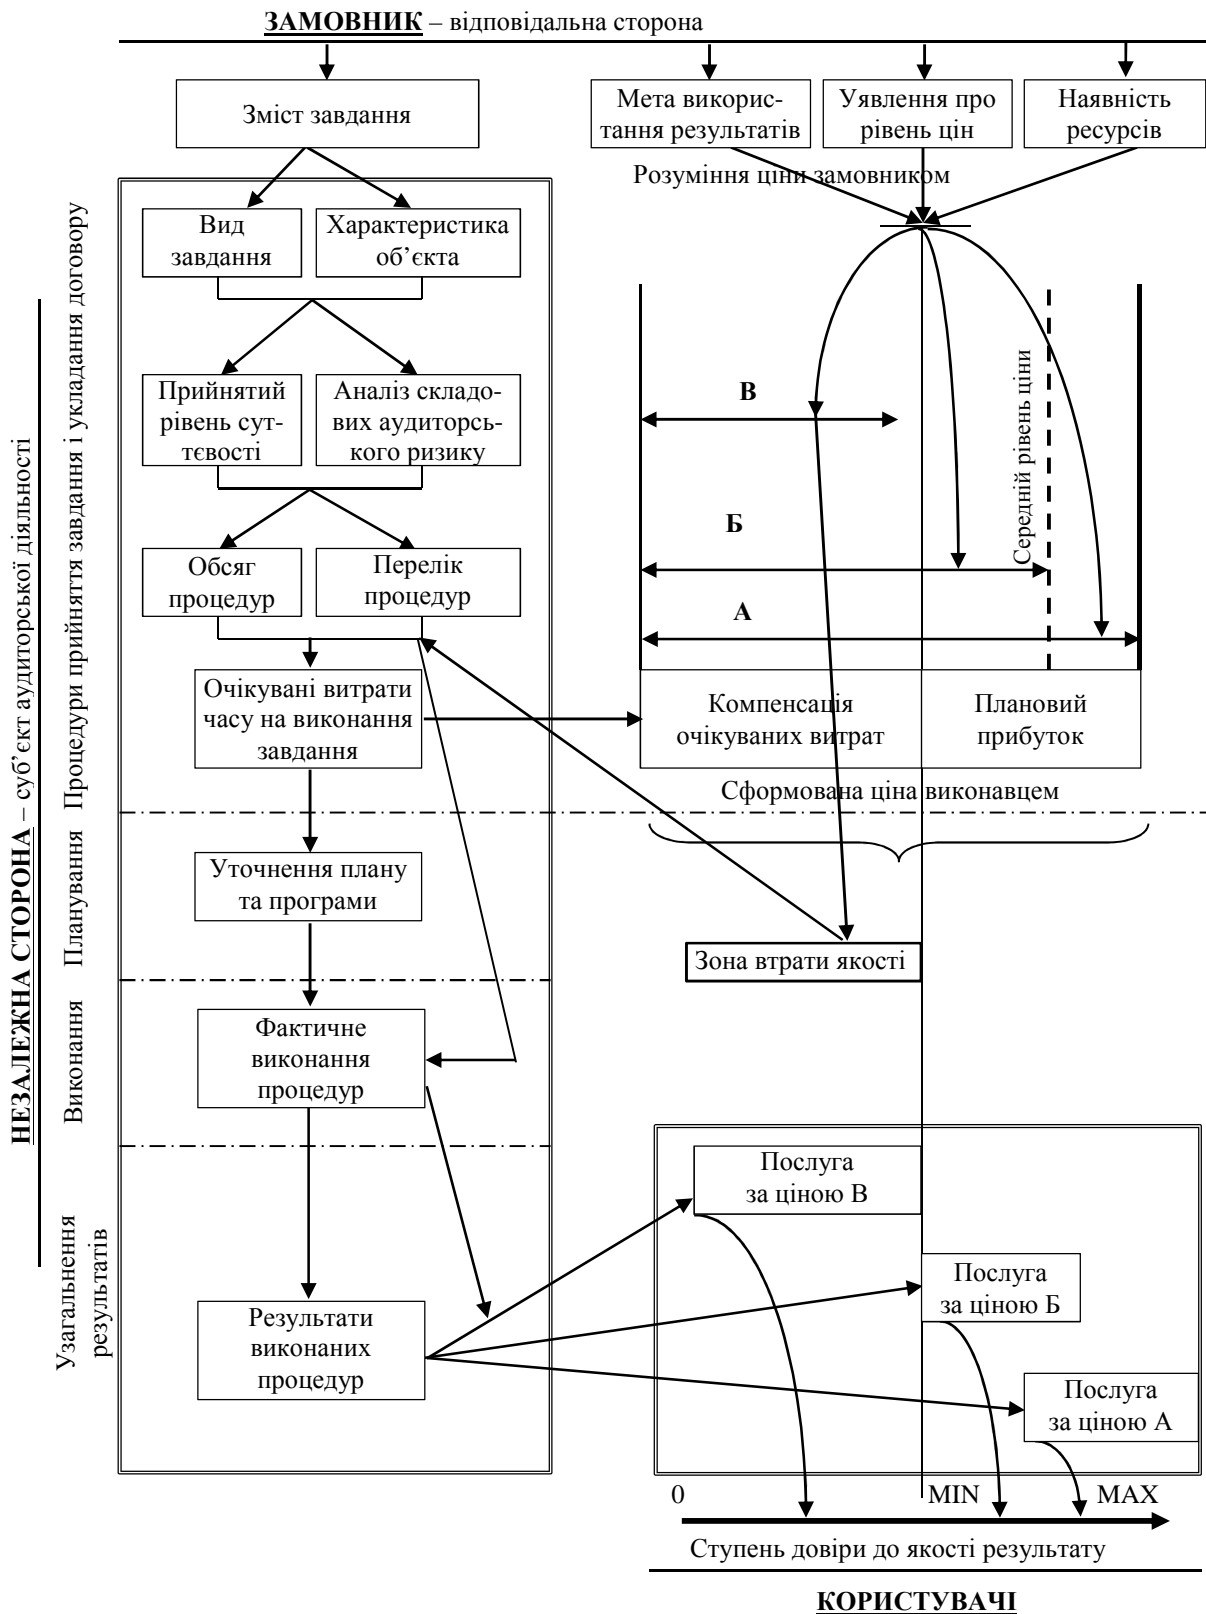 ЗАМОВНИК – відповідальна сторона
Зміст завдання
Мета викорис-
тання результатів
Уявлення про
рівень цін
Наявність
ресурсів
Розуміння ціни замовником
НЕЗАЛЕЖНА СТОРОНА – суб’єкт аудиторської діяльності
Процедури прийняття завдання і укладання договору
Вид
завдання
Характеристика
об’єкта
Прийнятий
рівень сут-
тєвості
Аналіз складо-
вих аудиторсь-
кого ризику
В
Середній рівень ціни
Б
Обсяг
процедур
Перелік
процедур
А
Очікувані витрати
часу на виконання
завдання
Компенсація
очікуваних витрат
Плановий
прибуток
Сформована ціна виконавцем
Планування
Уточнення плану
та програми
Зона втрати якості
Виконання
Фактичне
виконання
процедур
Узагальнення
результатів
Результати
виконаних
процедур
Послуга
за ціною В
Послуга
за ціною Б
Послуга
за ціною А
0 MIN MAX
Ступень довіри до якості результату
КОРИСТУВАЧІ